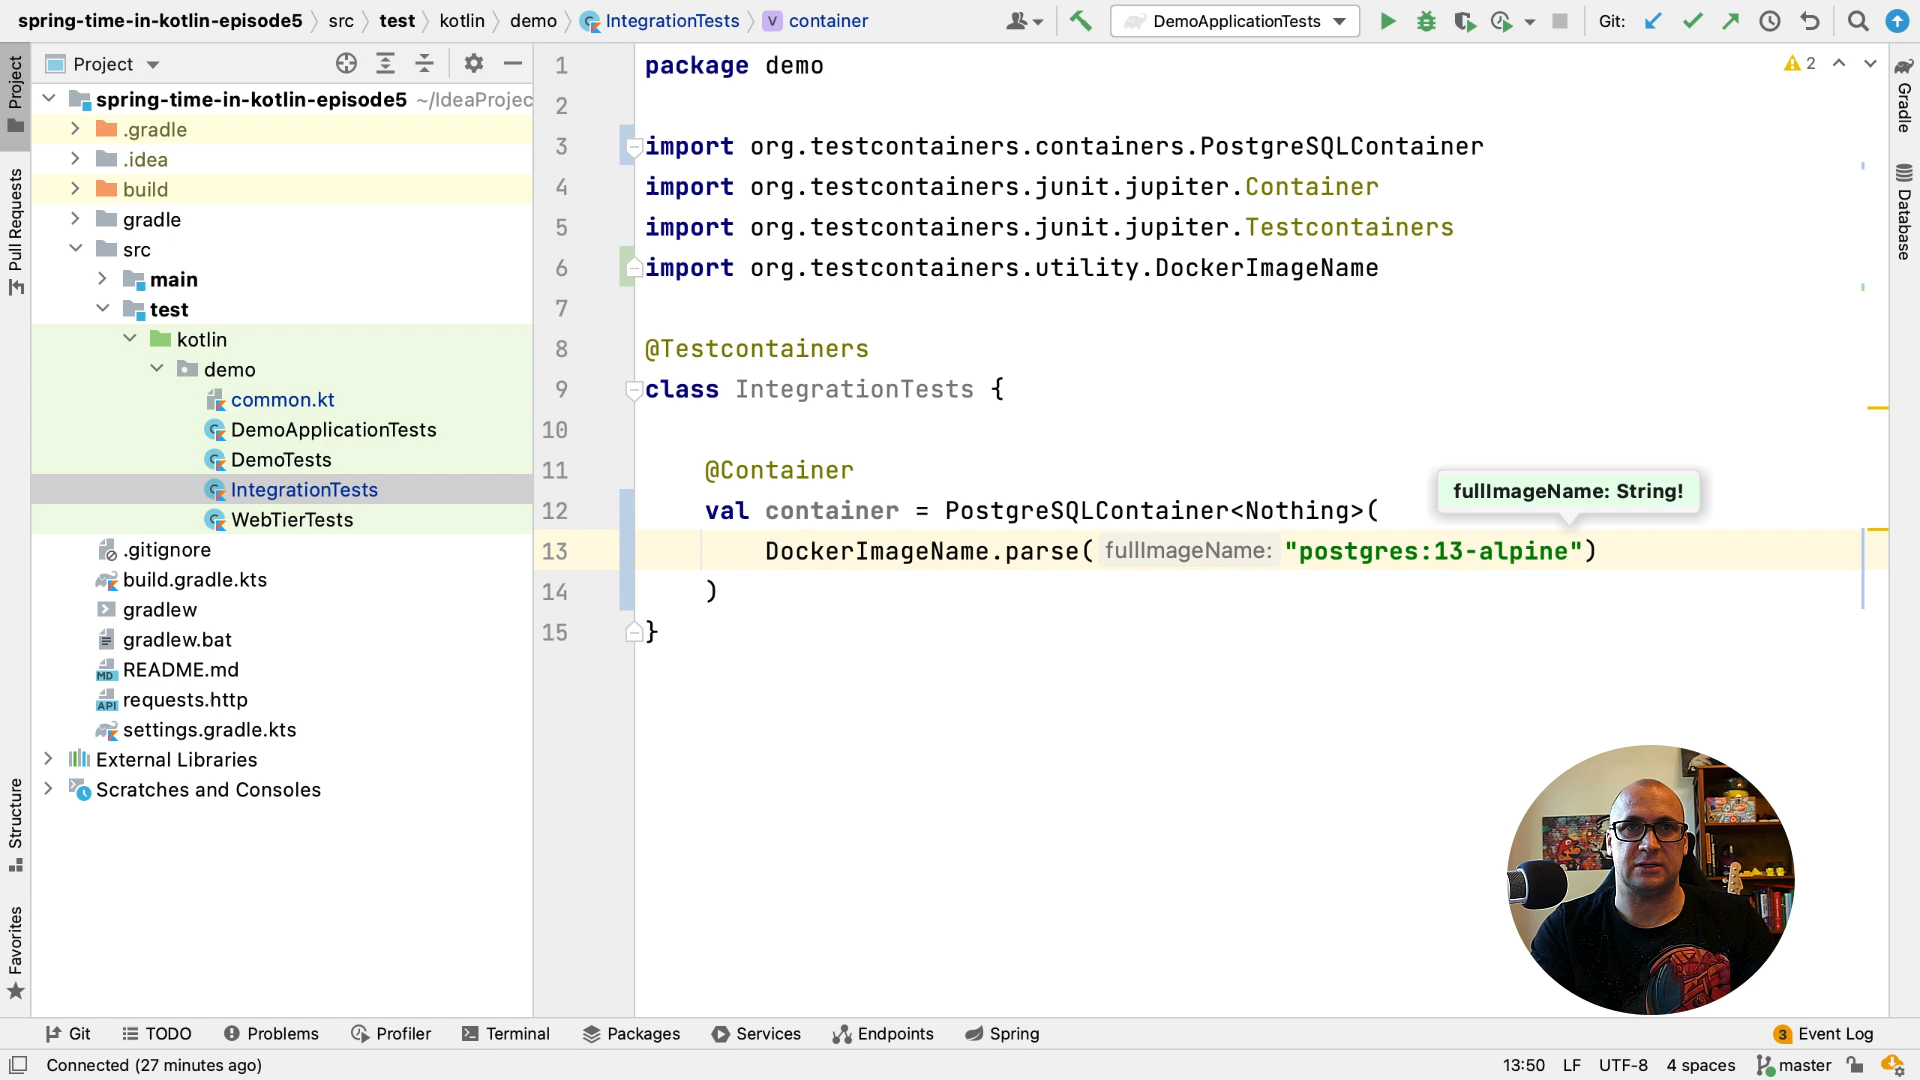 spring-time-in-kotlin-episode5 src test kotlin demo IntegrationTests V container DemoApplicationTests Git:
Project
spring-time-in-kotlin-episode5 ~/IdeaProjec
.gradle
.idea
build
gradle
src
main
test
kotlin
demo
common.kt
DemoApplicationTests
DemoTests
IntegrationTests
WebTierTests
.gitignore
build.gradle.kts
gradlew
gradlew.bat
MD README.md
API requests.http
settings.gradle.kts
External Libraries
Scratches and Consoles
Project
Pull Requests
Structure
Favorites
1 package demo
2
3 import org.testcontainers.containers.PostgreSQLContainer
4 import org.testcontainers.junit.jupiter.Container
5 import org.testcontainers.junit.jupiter.Testcontainers
6 import org.testcontainers.utility.DockerImageName
7
8 @Testcontainers
9 class IntegrationTests {
10
11 @Container
fullImageName: String!
12 val container = PostgreSQLContainer<Nothing>(
13 DockerImageName.parse( fullImageName: "postgres:13-alpine")
14 )
15 }
2
Gradle
Database
Git TODO Problems Profiler Terminal Packages Services Endpoints Spring 3 Event Log
Connected (27 minutes ago) 13:50 LF UTF-8 4 spaces master